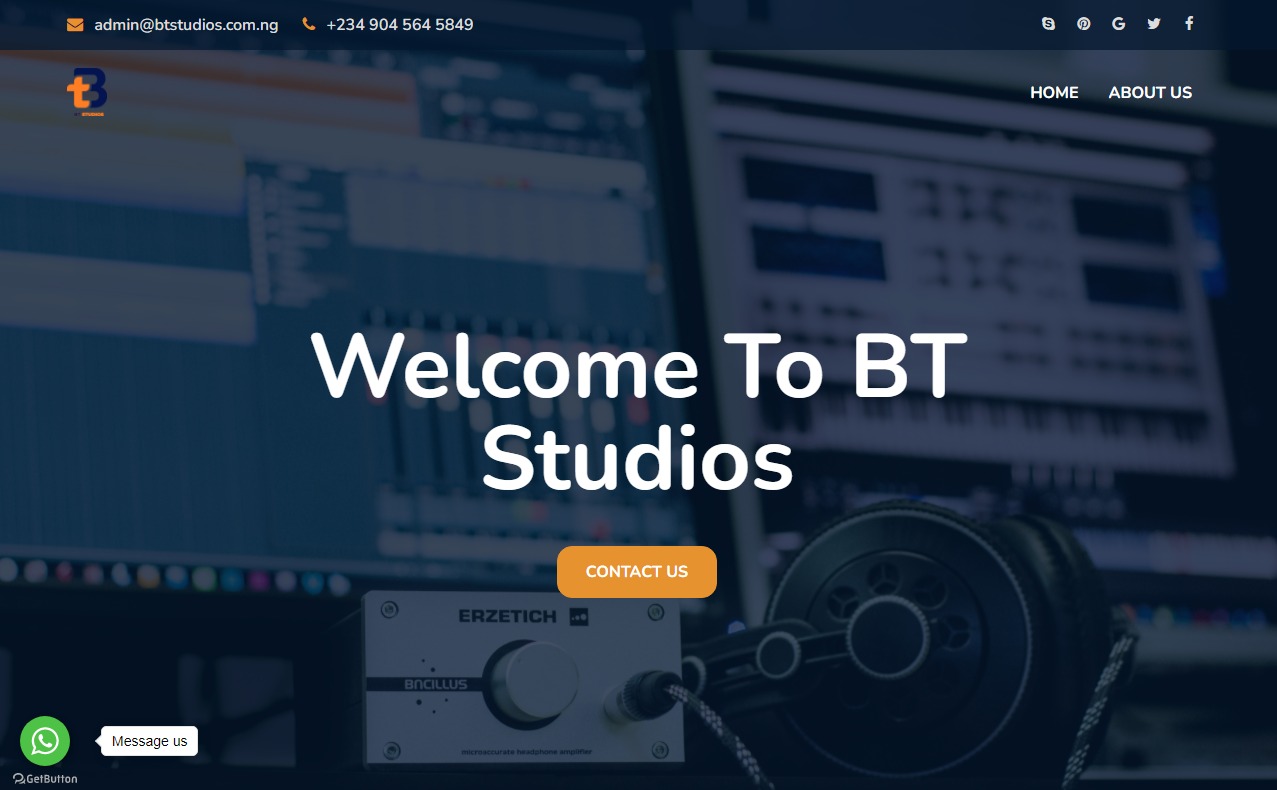 admin@btstudios.com.ng +234 904 564 5849
tB
STUDIOS
HOME ABOUT US
Welcome To BT
Studios
CONTACT US
ERZETICH
BACILLUS
microaccurate headphone amplifier
Message us
GetButton